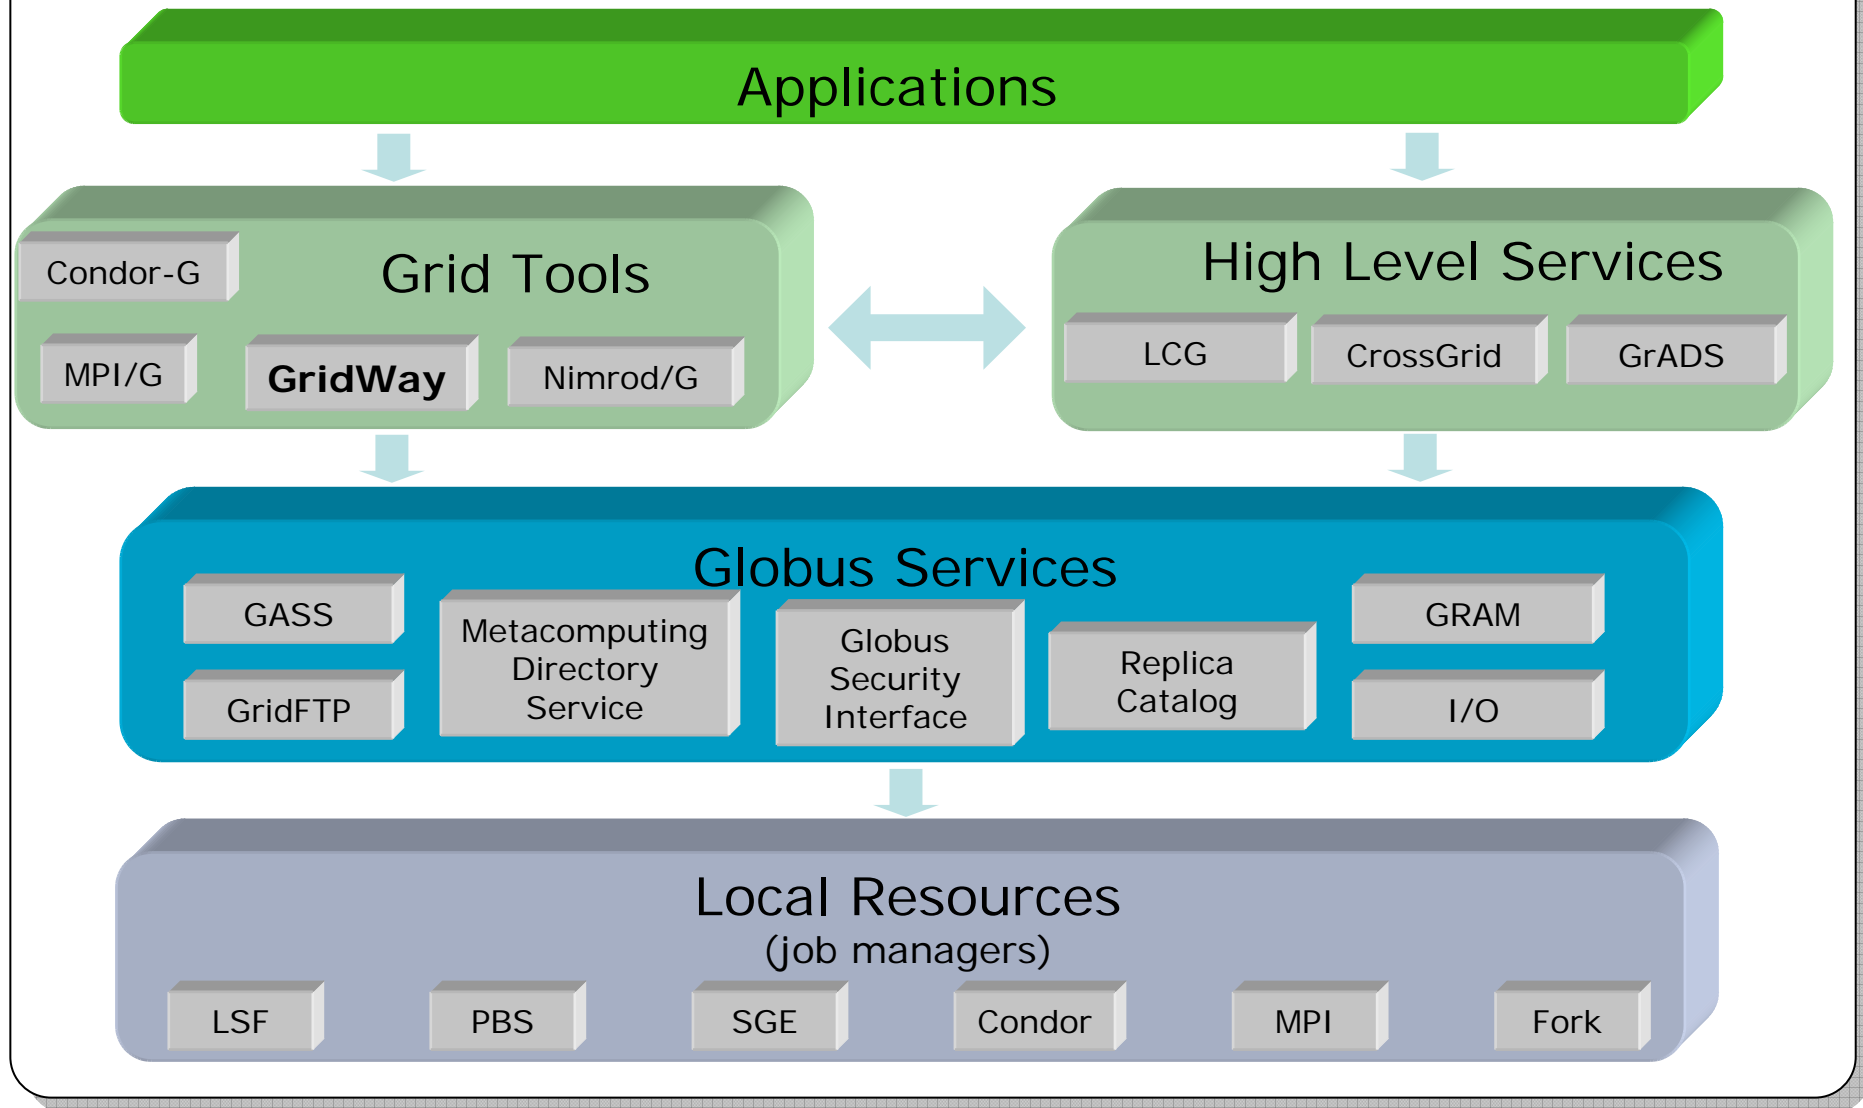 Applications
Grid Tools
Condor-G
MPI/G
GridWay
Nimrod/G
High Level Services
LCG
CrossGrid
GrADS
Globus Services
GASS
GridFTP
Metacomputing
Directory
Service
Globus
Security
Interface
Replica
Catalog
GRAM
I/O
Local Resources
(job managers)
LSF
PBS
SGE
Condor
MPI
Fork